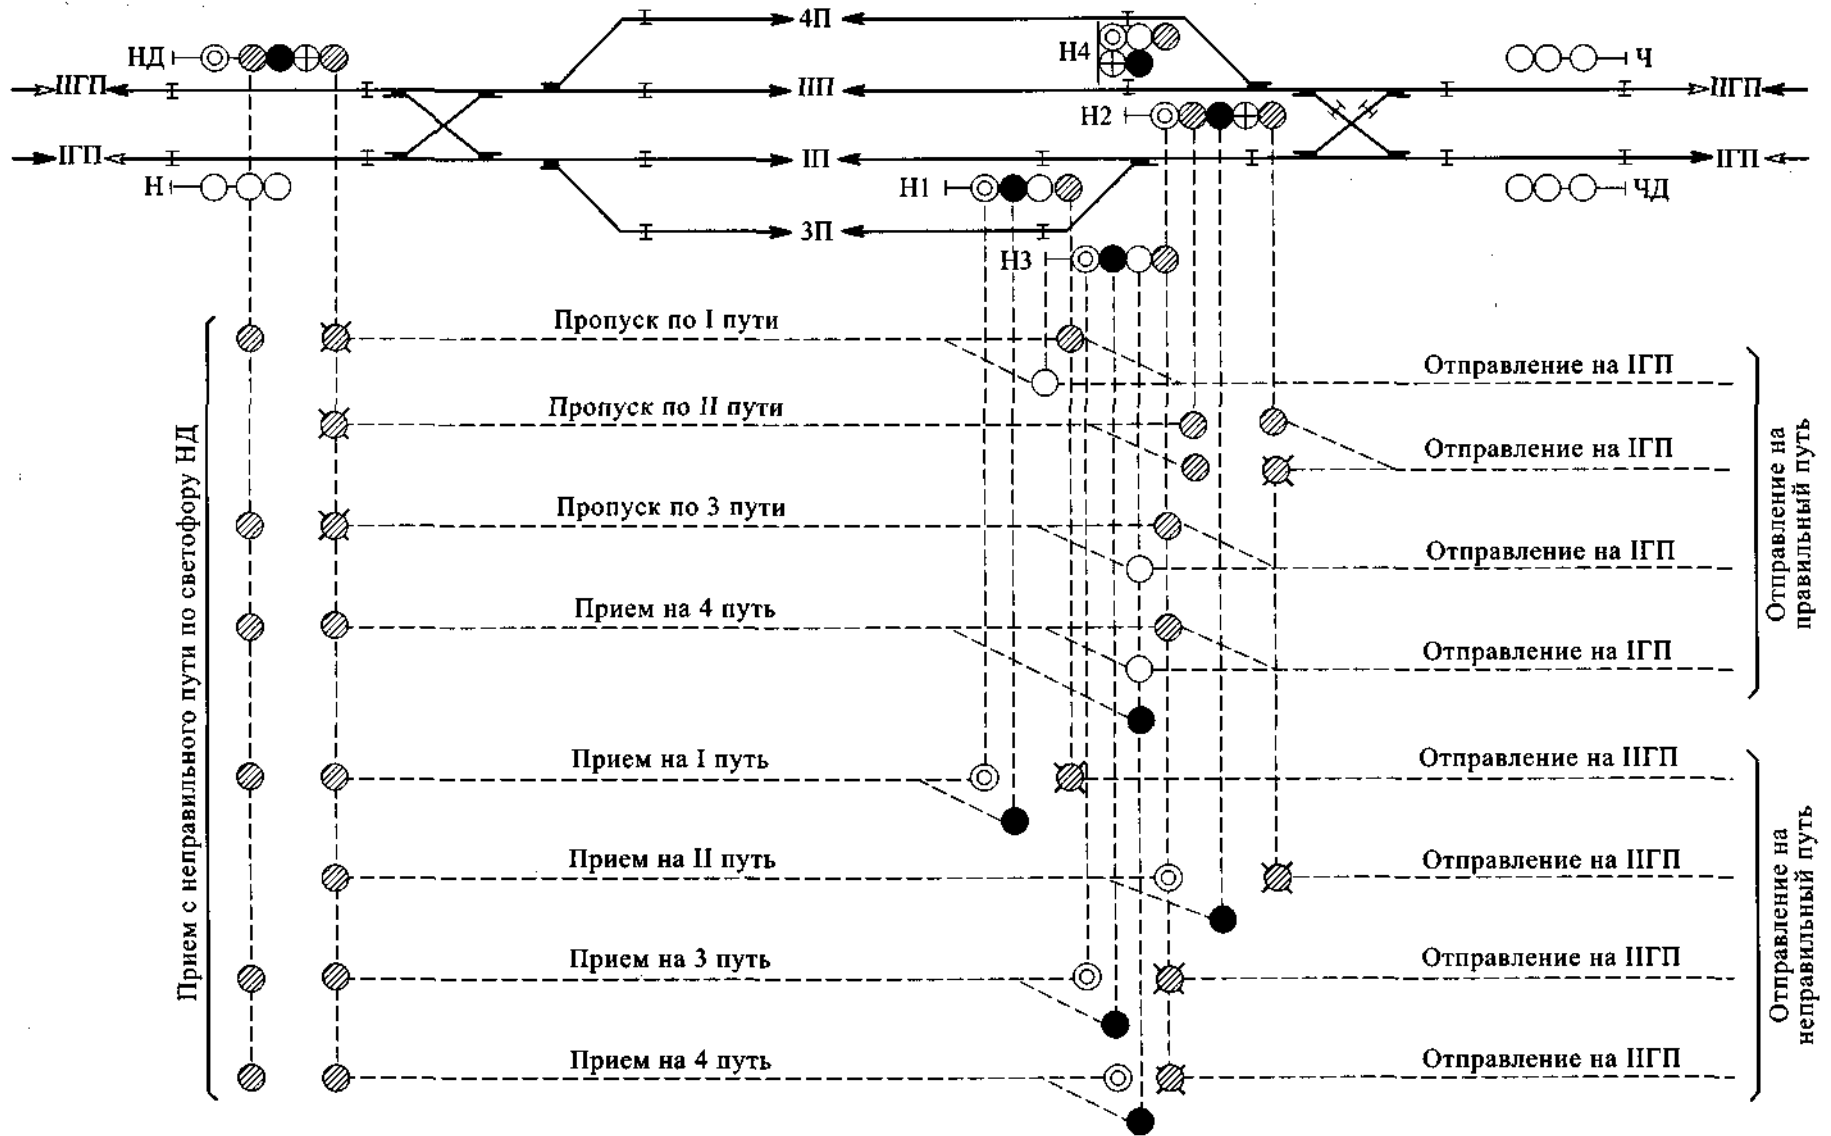 4П
НД
Н4
Ч
IIГП
IIП
IIГП
Н2
IГП
IП
IГП
Н
Н1
ЧД
3П
Н3
Прием с неправильного пути по светофору НД
Пропуск по I пути
Отправление на IГП
Пропуск по II пути
Отправление на IГП
Пропуск по 3 пути
Отправление на IГП
Прием на 4 путь
Отправление на IГП
Отправление на
правильный путь
Прием на I путь
Отправление на IIГП
Прием на II путь
Отправление на IIГП
Прием на 3 путь
Отправление на IIГП
Прием на 4 путь
Отправление на IIГП
Отправление на
неправильный путь